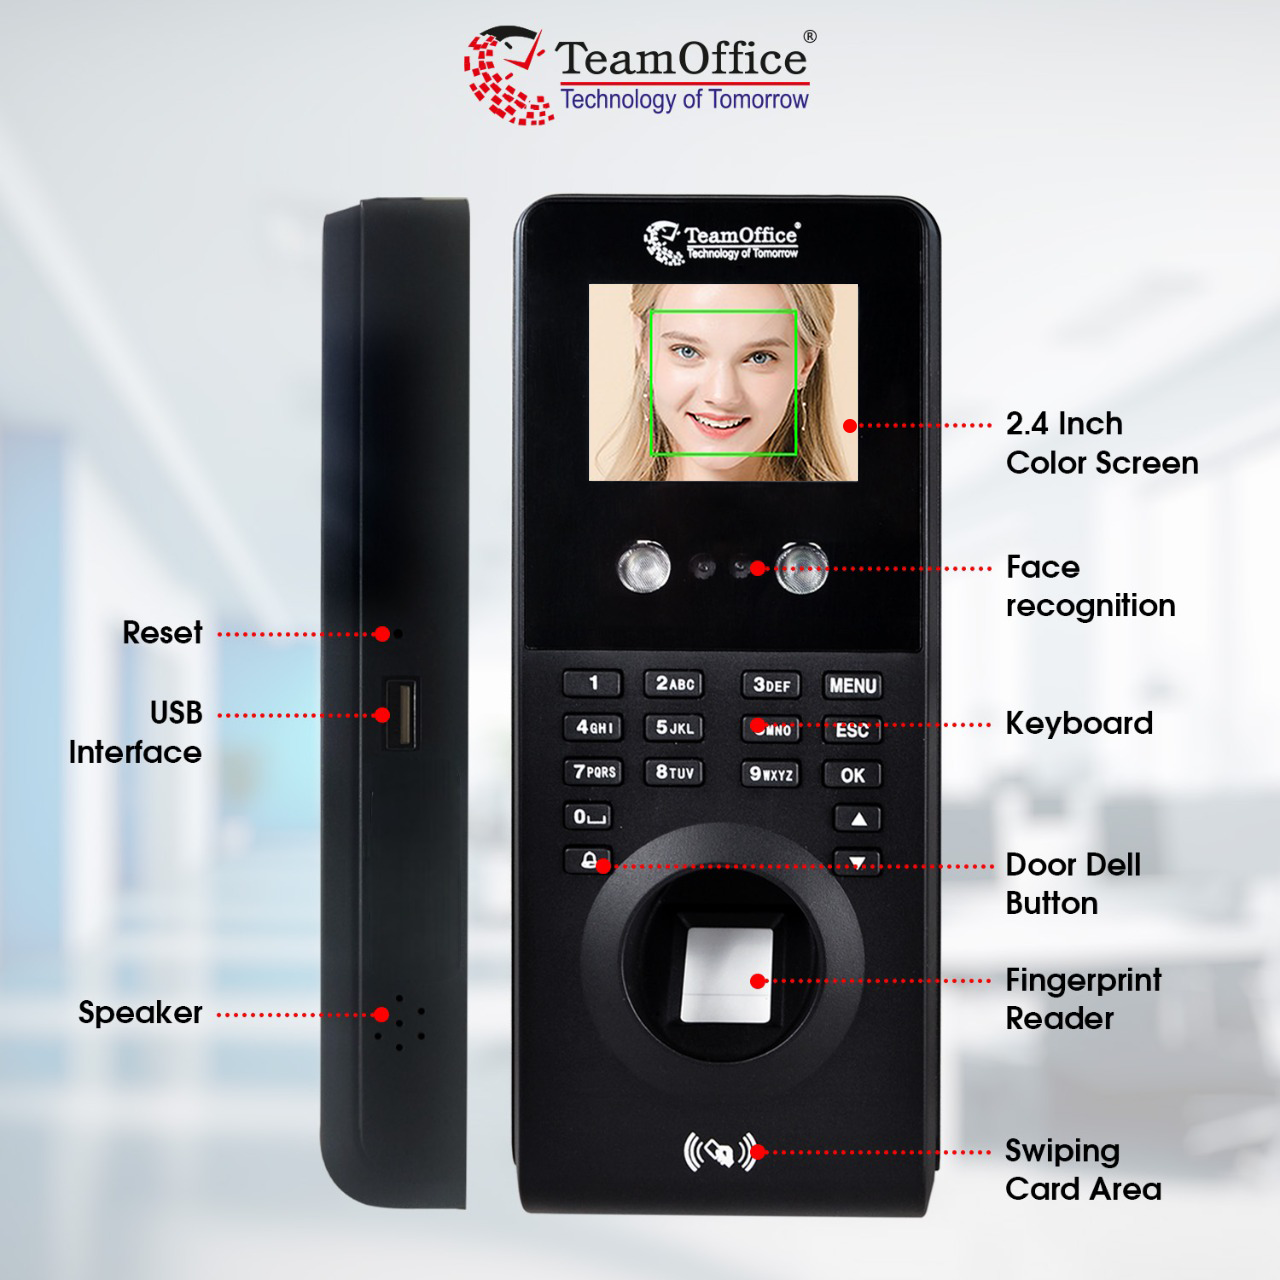 TeamOffice®
Technology of Tomorrow
TeamOffice®
Technology of Tomorrow
2.4 Inch
Color Screen
Face
recognition
Reset
USB
Interface
1 2ABC 3DEF MENU
4GHI 5JKL MNO ESC
7PQRS 8TUV 9WXYZ OK
0
Keyboard
Door Dell
Button
Fingerprint
Reader
Speaker
Swiping
Card Area